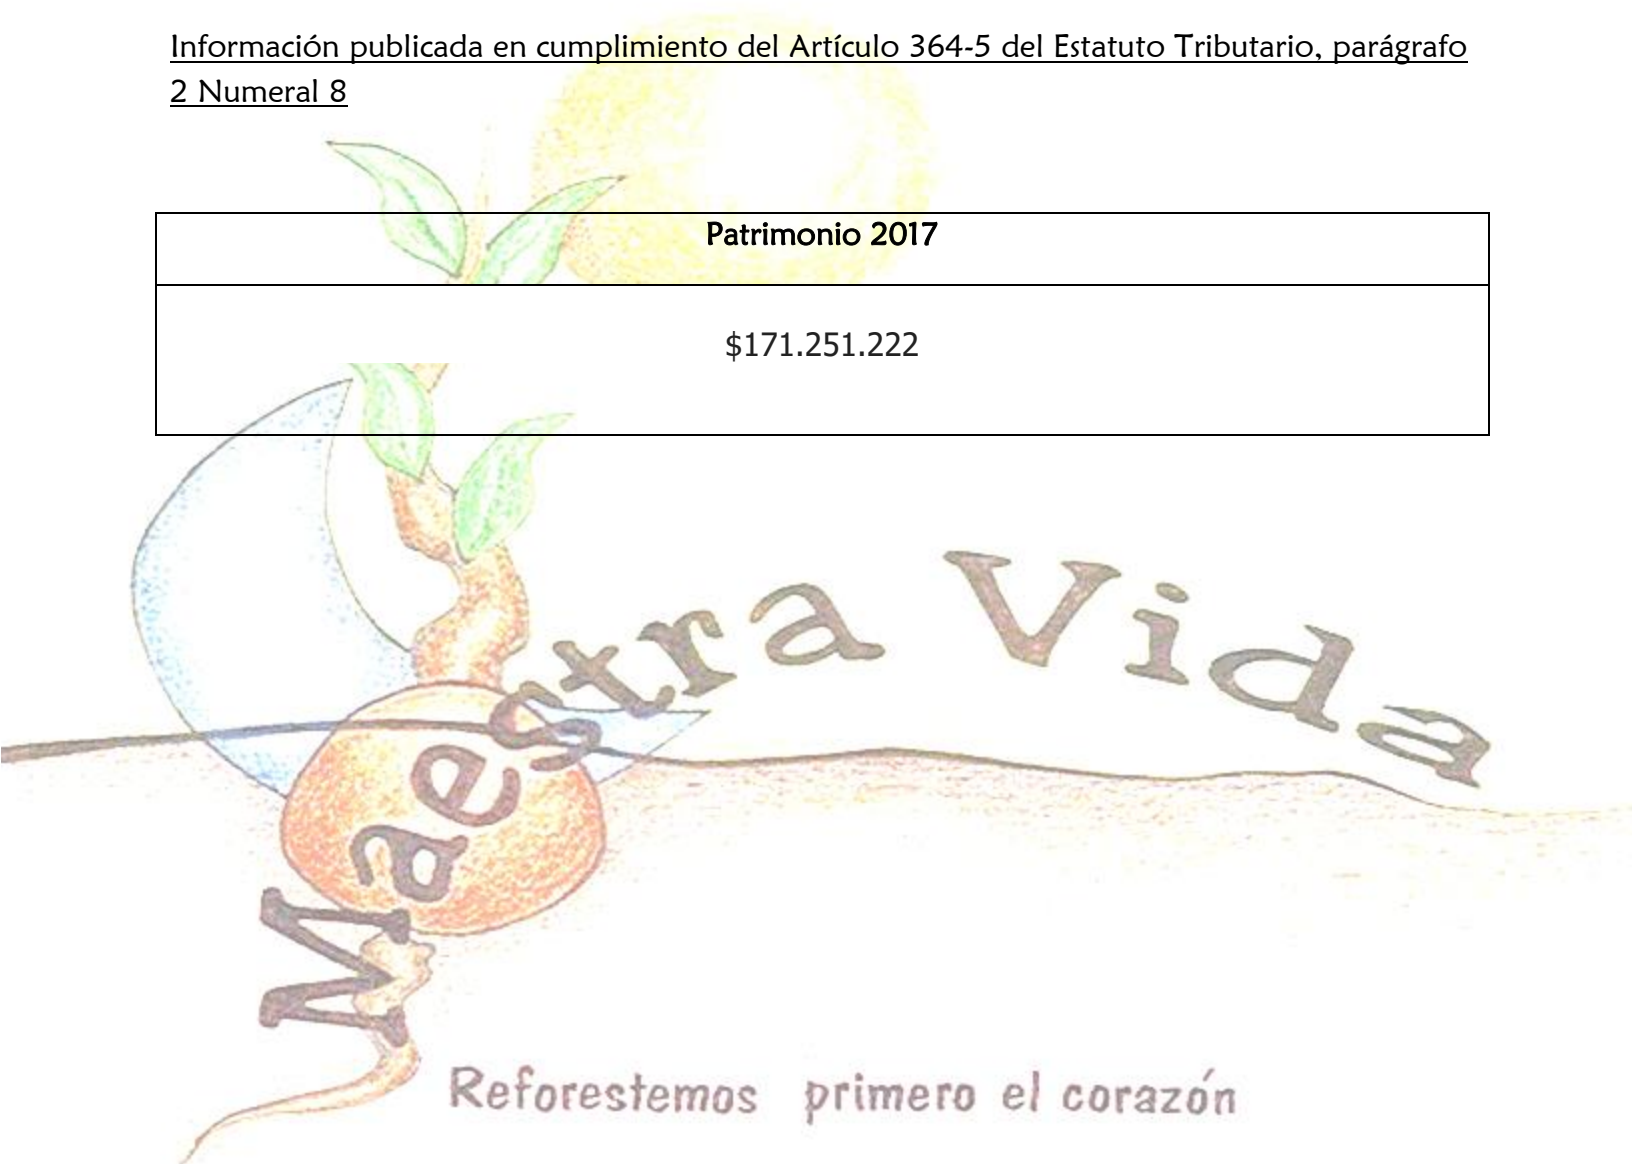 Información publicada en cumplimiento del Artículo 364-5 del Estatuto Tributario, parágrafo
2 Numeral 8
Patrimonio 2017
$171.251.222
Maestra Vida
Reforestemos primero el corazón